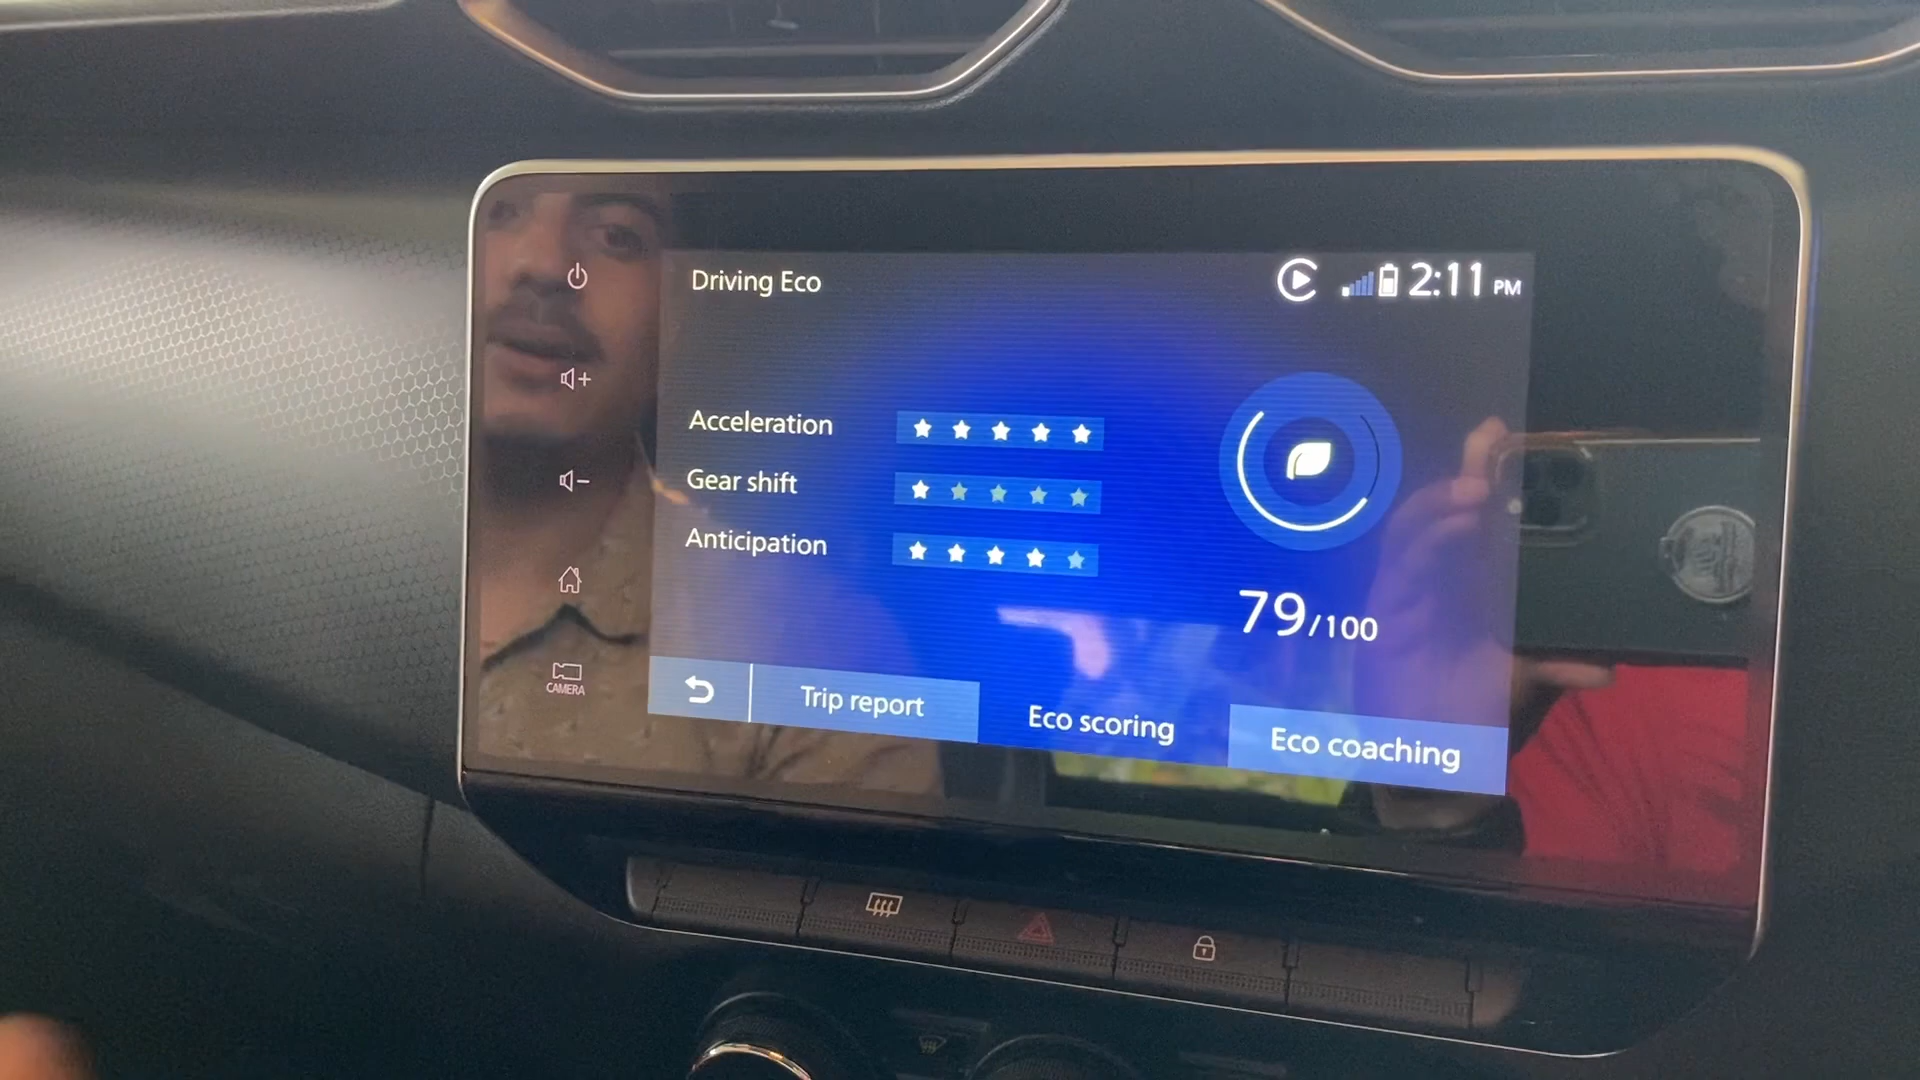 Driving Eco
2:11 PM
Acceleration
Gear shift
Anticipation
79/100
CAMERA
Trip report
Eco scoring
Eco coaching